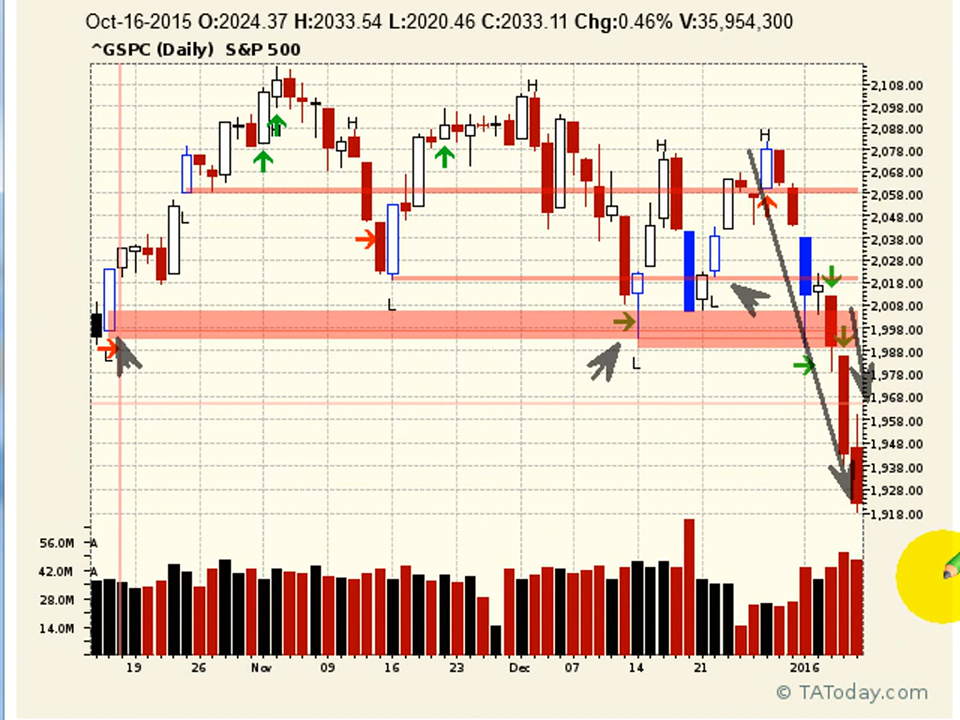 Oct-16-2015 O:2024.37 H:2033.54 L:2020.46 C:2033.11 Chg:0.46% V:35,954,300
^GSPC (Daily) S&P 500
2,108.00
2,098.00
2,088.00
2,078.00
2,068.00
2,058.00
2,048.00
2,038.00
2,028.00
2,018.00
2,008.00
1,998.00
1,988.00
1,978.00
1,968.00
1,958.00
1,948.00
1,938.00
1,928.00
1,918.00
H
H
H
H
L
L
L
L
L
56.0M A
42.0M A
28.0M
14.0M
19 26 Nov 09 16 23 Dec 07 14 21 2016
© TAToday.com